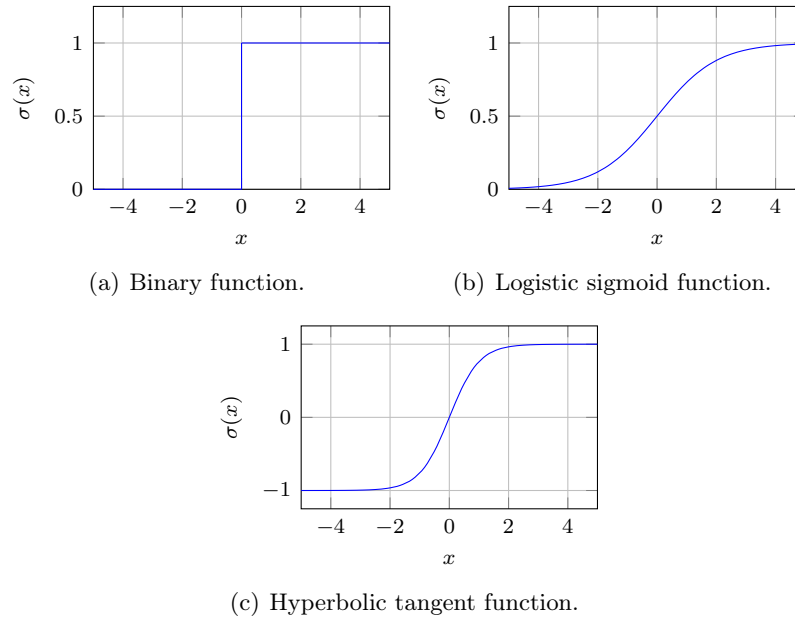 1
0.5
0
σ(x)
−4 −2 0 2 4
x
(a) Binary function.
1
0.5
0
σ(x)
−4 −2 0 2 4
x
(b) Logistic sigmoid function.
1
0
−1
σ(x)
−4 −2 0 2 4
x
(c) Hyperbolic tangent function.